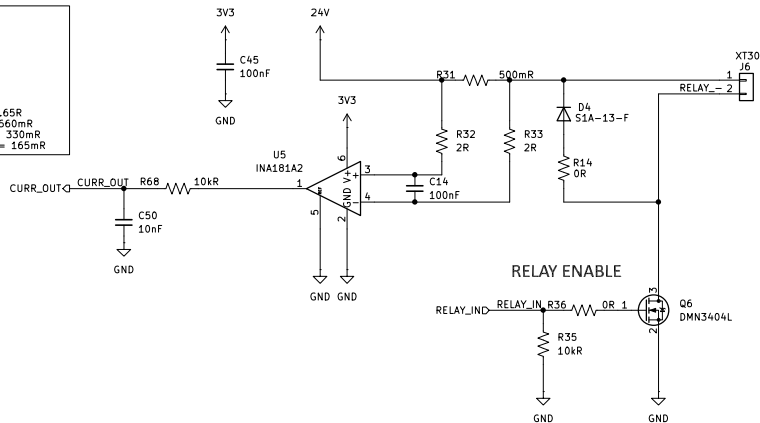 3V3
24V
C45
100nF
GND
XT30
J6
R31
500mR
1
RELAY_- 2
.65R
560mR
330mR
= 165mR
3V3
D4
S1A-13-F
R32
2R
R33
2R
U5
INA181A2
6
V+
+
3
R14
0R
C14
100nF
CURR_OUT
CURR_OUT
R68
10kR
1
GND
-
4
5
2
C50
10nF
GND
GND
GND
RELAY ENABLE
RELAY_IN
RELAY_IN
R36
0R
1
3
Q6
DMN3404L
2
R35
10kR
GND
GND